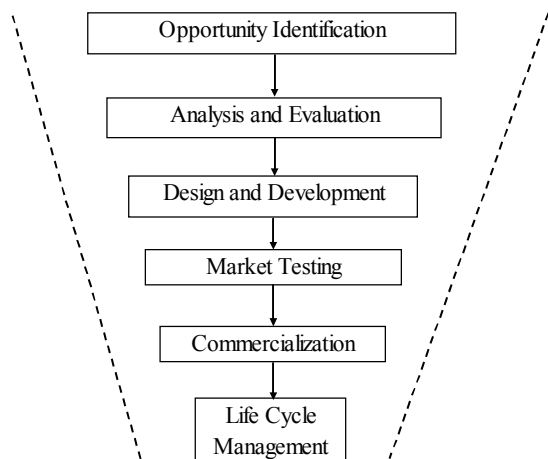 Opportunity Identification
Analysis and Evaluation
Design and Development
Market Testing
Commercialization
Life Cycle
Management